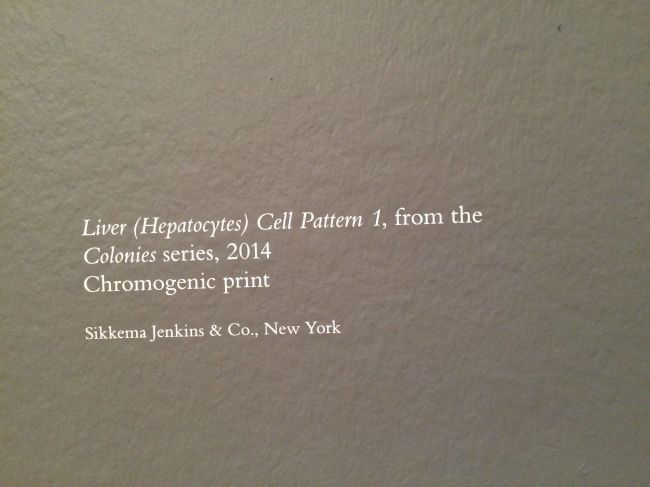 Liver (Hepatocytes) Cell Pattern 1, from the
Colonies series, 2014
Chromogenic print
Sikkema Jenkins & Co., New York